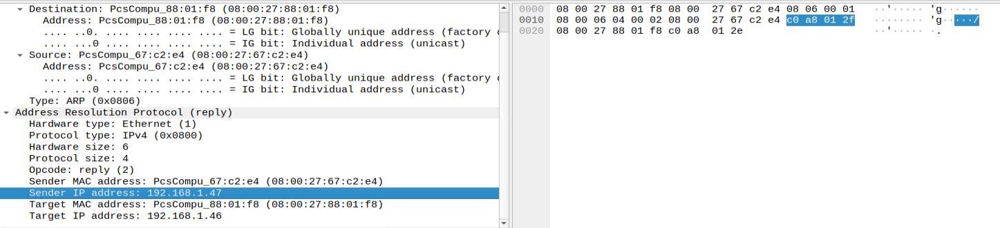 Destination: PcsCompu_88:01:f8 (08:00:27:88:01:f8)
Address: PcsCompu_88:01:f8 (08:00:27:88:01:f8)
.... ..0. .... .... .... .... = LG bit: Globally unique address (factory
.... ...0 .... .... .... .... = IG bit: Individual address (unicast)
Source: PcsCompu_67:c2:e4 (08:00:27:67:c2:e4)
Address: PcsCompu_67:c2:e4 (08:00:27:67:c2:e4)
.... ..0. .... .... .... .... = LG bit: Globally unique address (factory
.... ...0 .... .... .... .... = IG bit: Individual address (unicast)
Type: ARP (0x0806)
Address Resolution Protocol (reply)
Hardware type: Ethernet (1)
Protocol type: IPv4 (0x0800)
Hardware size: 6
Protocol size: 4
Opcode: reply (2)
Sender MAC address: PcsCompu_67:c2:e4 (08:00:27:67:c2:e4)
Sender IP address: 192.168.1.47
Target MAC address: PcsCompu_88:01:f8 (08:00:27:88:01:f8)
Target IP address: 192.168.1.46
0000 08 00 27 88 01 f8 08 00 27 67 c2 e4 08 06 00 01 ··'····· 'g······
0010 08 00 06 04 00 02 08 00 27 67 c2 e4 c0 a8 01 2f ········ 'g·····/
0020 08 00 27 88 01 f8 c0 a8 01 2e ··'····· ·.